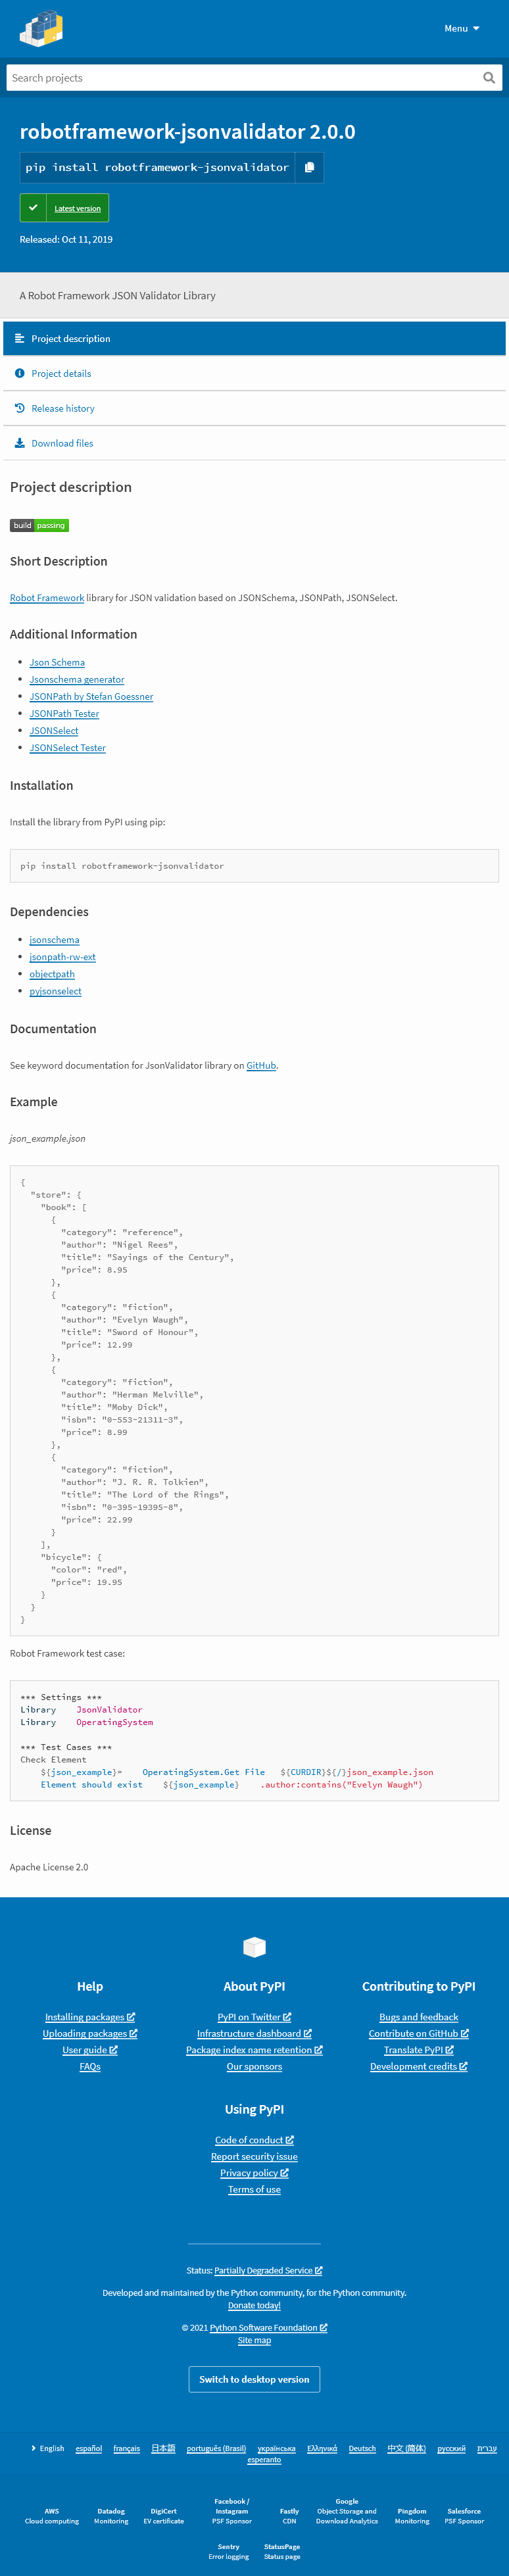 Menu
Search projects
robotframework-jsonvalidator 2.0.0
pip install robotframework-jsonvalidator
Latest version
Released: Oct 11, 2019
A Robot Framework JSON Validator Library
Project description
Project details
Release history
Download files
Project description
build passing
Short Description
Robot Framework library for JSON validation based on JSONSchema, JSONPath, JSONSelect.
Additional Information
Json Schema
Jsonschema generator
JSONPath by Stefan Goessner
JSONPath Tester
JSONSelect
JSONSelect Tester
Installation
Install the library from PyPI using pip:
pip install robotframework-jsonvalidator
Dependencies
jsonschema
jsonpath-rw-ext
objectpath
pyjsonselect
Documentation
See keyword documentation for JsonValidator library on GitHub.
Example
json_example.json
{
"store": {
"book": [
{
"category": "reference",
"author": "Nigel Rees",
"title": "Sayings of the Century",
"price": 8.95
},
{
"category": "fiction",
"author": "Evelyn Waugh",
"title": "Sword of Honour",
"price": 12.99
},
{
"category": "fiction",
"author": "Herman Melville",
"title": "Moby Dick",
"isbn": "0-553-21311-3",
"price": 8.99
},
{
"category": "fiction",
"author": "J. R. R. Tolkien",
"title": "The Lord of the Rings",
"isbn": "0-395-19395-8",
"price": 22.99
}
],
"bicycle": {
"color": "red",
"price": 19.95
}
}
}
Robot Framework test case:
*** Settings ***
Library    JsonValidator
Library    OperatingSystem
*** Test Cases ***
Check Element
${json_example}=    OperatingSystem.Get File   ${CURDIR}${/}json_example.json
Element should exist    ${json_example}    .author:contains("Evelyn Waugh")
License
Apache License 2.0
Help
Installing packages
Uploading packages
User guide
FAQs
About PyPI
PyPI on Twitter
Infrastructure dashboard
Package index name retention
Our sponsors
Contributing to PyPI
Bugs and feedback
Contribute on GitHub
Translate PyPI
Development credits
Using PyPI
Code of conduct
Report security issue
Privacy policy
Terms of use
Status: Partially Degraded Service
Developed and maintained by the Python community, for the Python community.
Donate today!
© 2021 Python Software Foundation
Site map
Switch to desktop version
English español français 日本語 português (Brasil) українська Ελληνικά Deutsch 中文 (简体) русский עברית
esperanto
AWS
Cloud computing
Datadog
Monitoring
DigiCert
EV certificate
Facebook /
Instagram
PSF Sponsor
Fastly
CDN
Google
Object Storage and
Download Analytics
Pingdom
Monitoring
Salesforce
PSF Sponsor
Sentry
Error logging
StatusPage
Status page